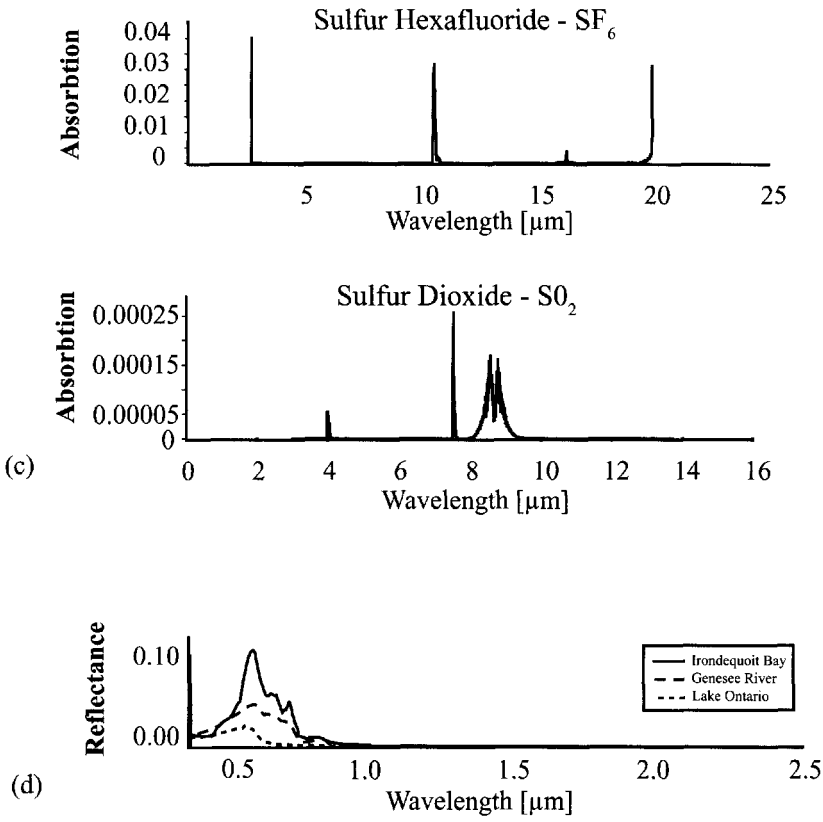 Sulfur Hexafluoride - SF6
Absorbtion
0.04
0.03
0.02
0.01
0
5 10 15 20 25
Wavelength [µm]
Sulfur Dioxide - S02
Absorbtion
0.00025
0.00015
0.00005
0
(c)
0 2 4 6 8 10 12 14 16
Wavelength [µm]
Reflectance
0.10
0.00
Irondequoit Bay
Genesee River
Lake Ontario
0.5 1.0 1.5 2.0 2.5
(d)
Wavelength [µm]